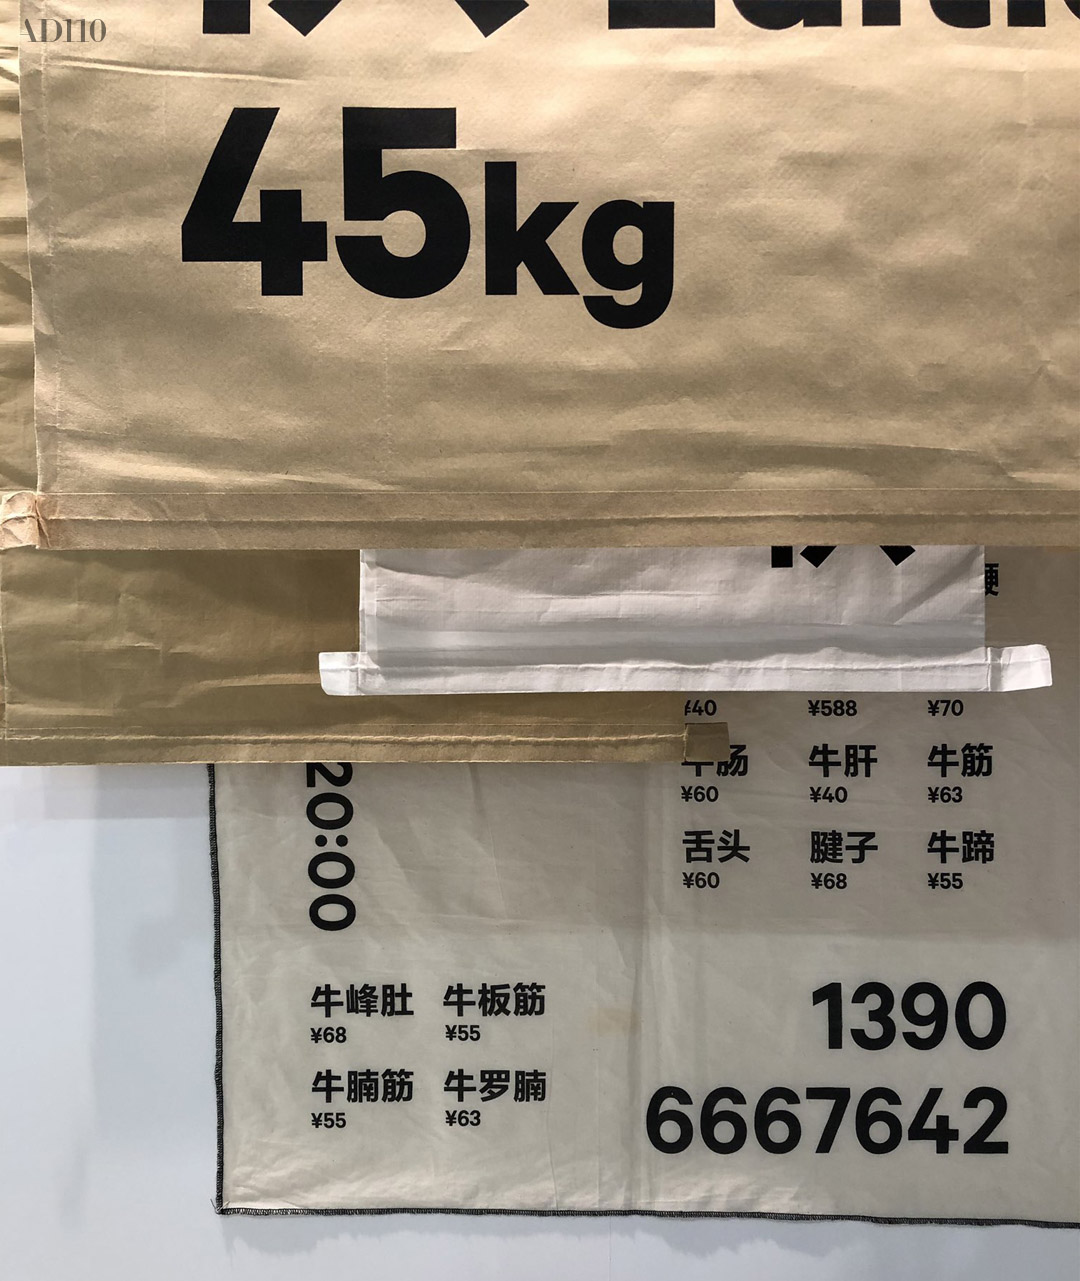 AD110
45kg
¥40 ¥588 ¥70
牛肠 牛肝 牛筋
¥60 ¥40 ¥63
舌头 腱子 牛蹄
¥60 ¥68 ¥55
20:00
牛峰肚 牛板筋
¥68 ¥55
牛腩筋 牛罗腩
¥55 ¥63
1390
6667642